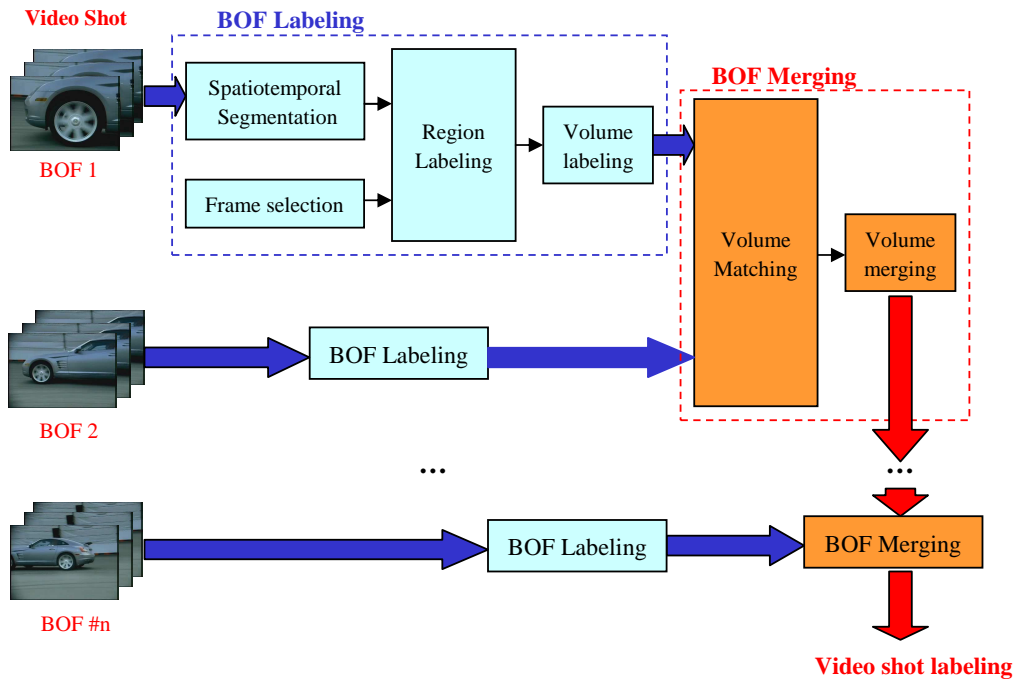 Video Shot
BOF Labeling
BOF Merging
Spatiotemporal
Segmentation
Region
Labeling
Volume
labeling
BOF 1
Frame selection
Volume
Matching
Volume
merging
BOF Labeling
BOF 2
...
...
BOF Labeling
BOF Merging
BOF #n
Video shot labeling